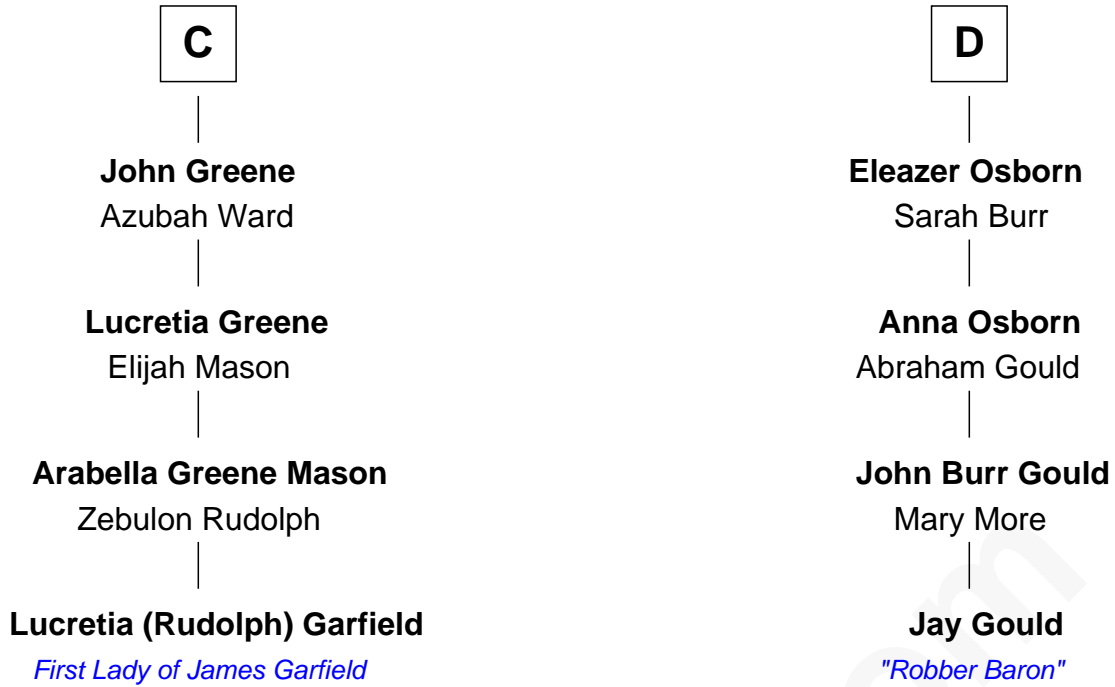 C
John Greene
Azubah Ward
Lucretia Greene
Elijah Mason
Arabella Greene Mason
Zebulon Rudolph
Lucretia (Rudolph) Garfield
First Lady of James Garfield
D
Eleazer Osborn
Sarah Burr
Anna Osborn
Abraham Gould
John Burr Gould
Mary More
Jay Gould
"Robber Baron"